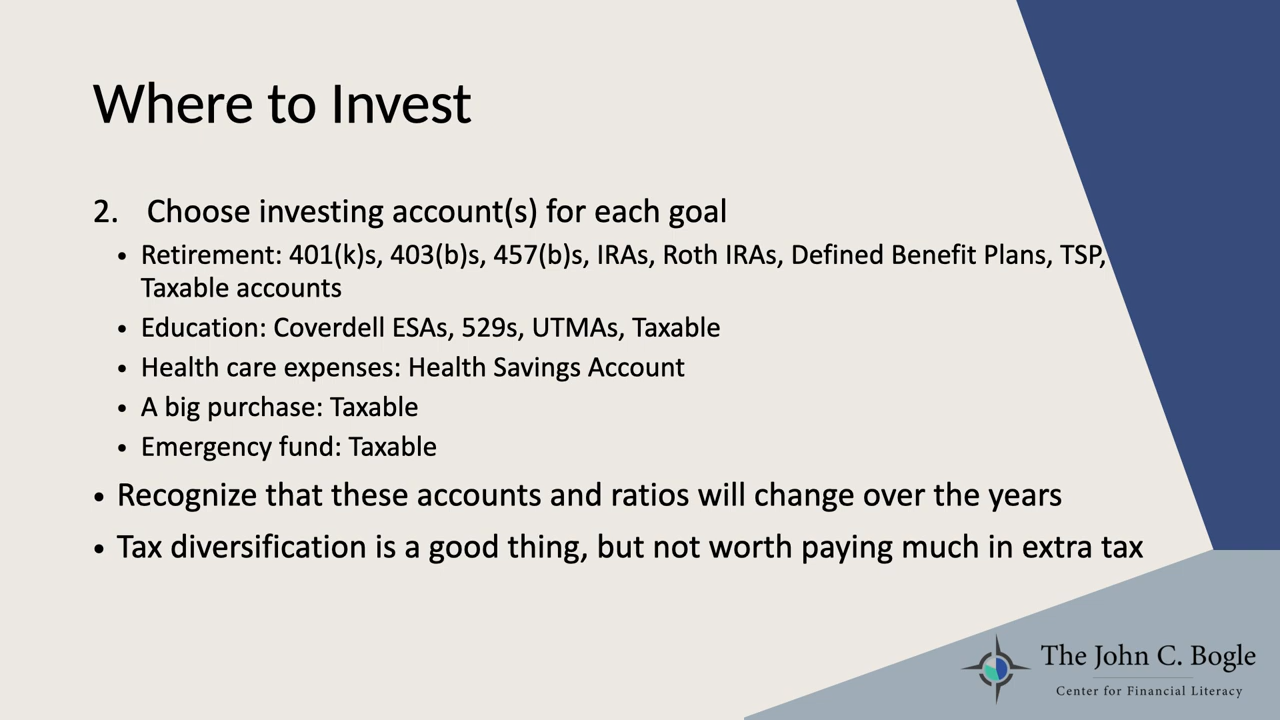 Where to Invest
2. Choose investing account(s) for each goal
• Retirement: 401(k)s, 403(b)s, 457(b)s, IRAs, Roth IRAs, Defined Benefit Plans, TSP,
Taxable accounts
• Education: Coverdell ESAs, 529s, UTMAs, Taxable
• Health care expenses: Health Savings Account
• A big purchase: Taxable
• Emergency fund: Taxable
• Recognize that these accounts and ratios will change over the years
• Tax diversification is a good thing, but not worth paying much in extra tax
The John C. Bogle
Center for Financial Literacy